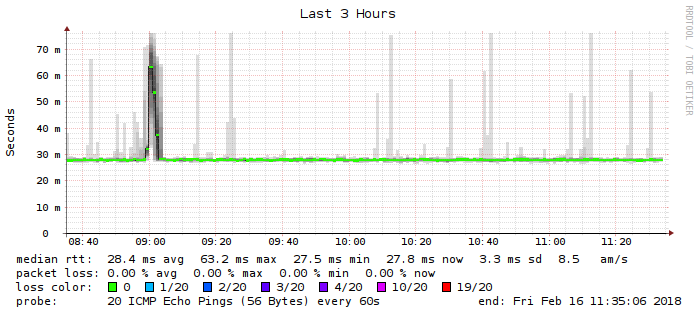 Last 3 Hours
RRDTOOL / TOBI OETIKER
Seconds
70 m
60 m
50 m
40 m
30 m
20 m
10 m
0
08:40 09:00 09:20 09:40 10:00 10:20 10:40 11:00 11:20
median rtt: 28.4 ms avg 63.2 ms max 27.5 ms min 27.8 ms now 3.3 ms sd 8.5 am/s
packet loss: 0.00 % avg 0.00 % max 0.00 % min 0.00 % now
loss color: 0 1/20 2/20 3/20 4/20 10/20 19/20
probe: 20 ICMP Echo Pings (56 Bytes) every 60s end: Fri Feb 16 11:35:06 2018